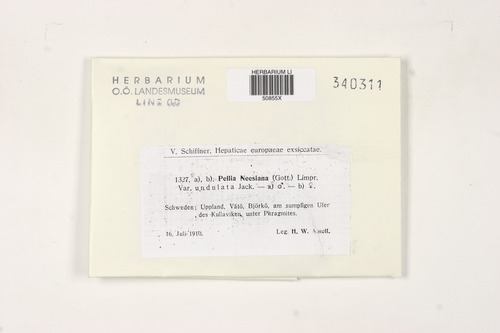 HERBARIUM
O.Ö. LANDESMUSEUM
LINZ
HERBARIUM LI
50855X
340311
V. Schiffner, Hepaticae europaeae exsiccatae.
1327, a), b). Pellia Neesiana (Gott.) Limpr.
Var. undulata Jack. — a) ♂. — b) ♀.
Schweden; Uppland, Vätö, Björkö, am sumpfigen Ufer
des Kullaviken, unter Phragmites.
16. Juli 1910.
Leg. H. W. Arnell.